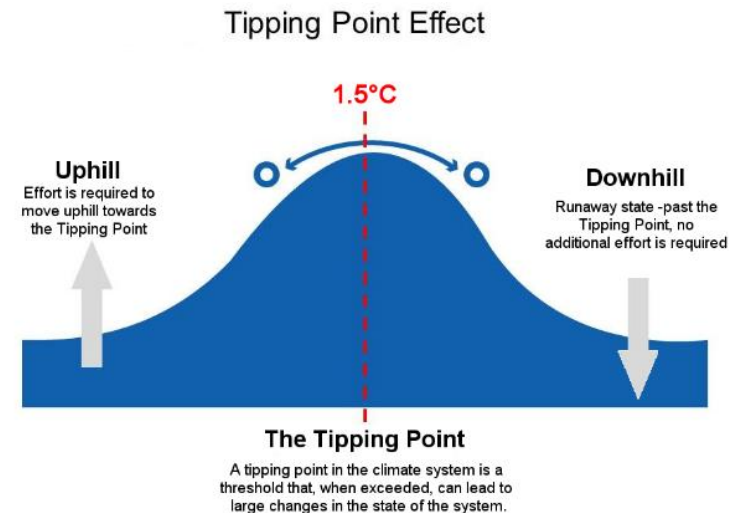 Tipping Point Effect
1.5°C
Uphill
Effort is required to
move uphill towards
the Tipping Point
Downhill
Runaway state -past the
Tipping Point, no
additional effort is required
The Tipping Point
A tipping point in the climate system is a
threshold that, when exceeded, can lead to
large changes in the state of the system.